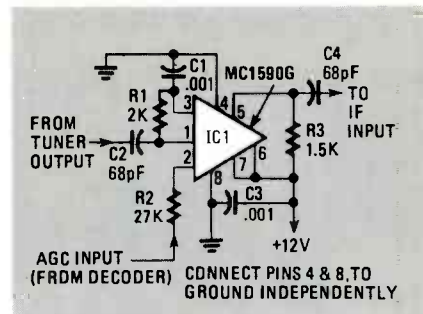 C1
.001
MC1590G
C4
68pF
TO
IF
INPUT
R1
2K
3
4
5
FROM
TUNER
OUTPUT
1
IC1
R3
1.5K
C2
68pF
2
7
6
8
R2
27K
C3
.001
+12V
AGC INPUT
(FRDM DECODER)
CONNECT PINS 4 & 8,TO
GROUND INDEPENDENTLY